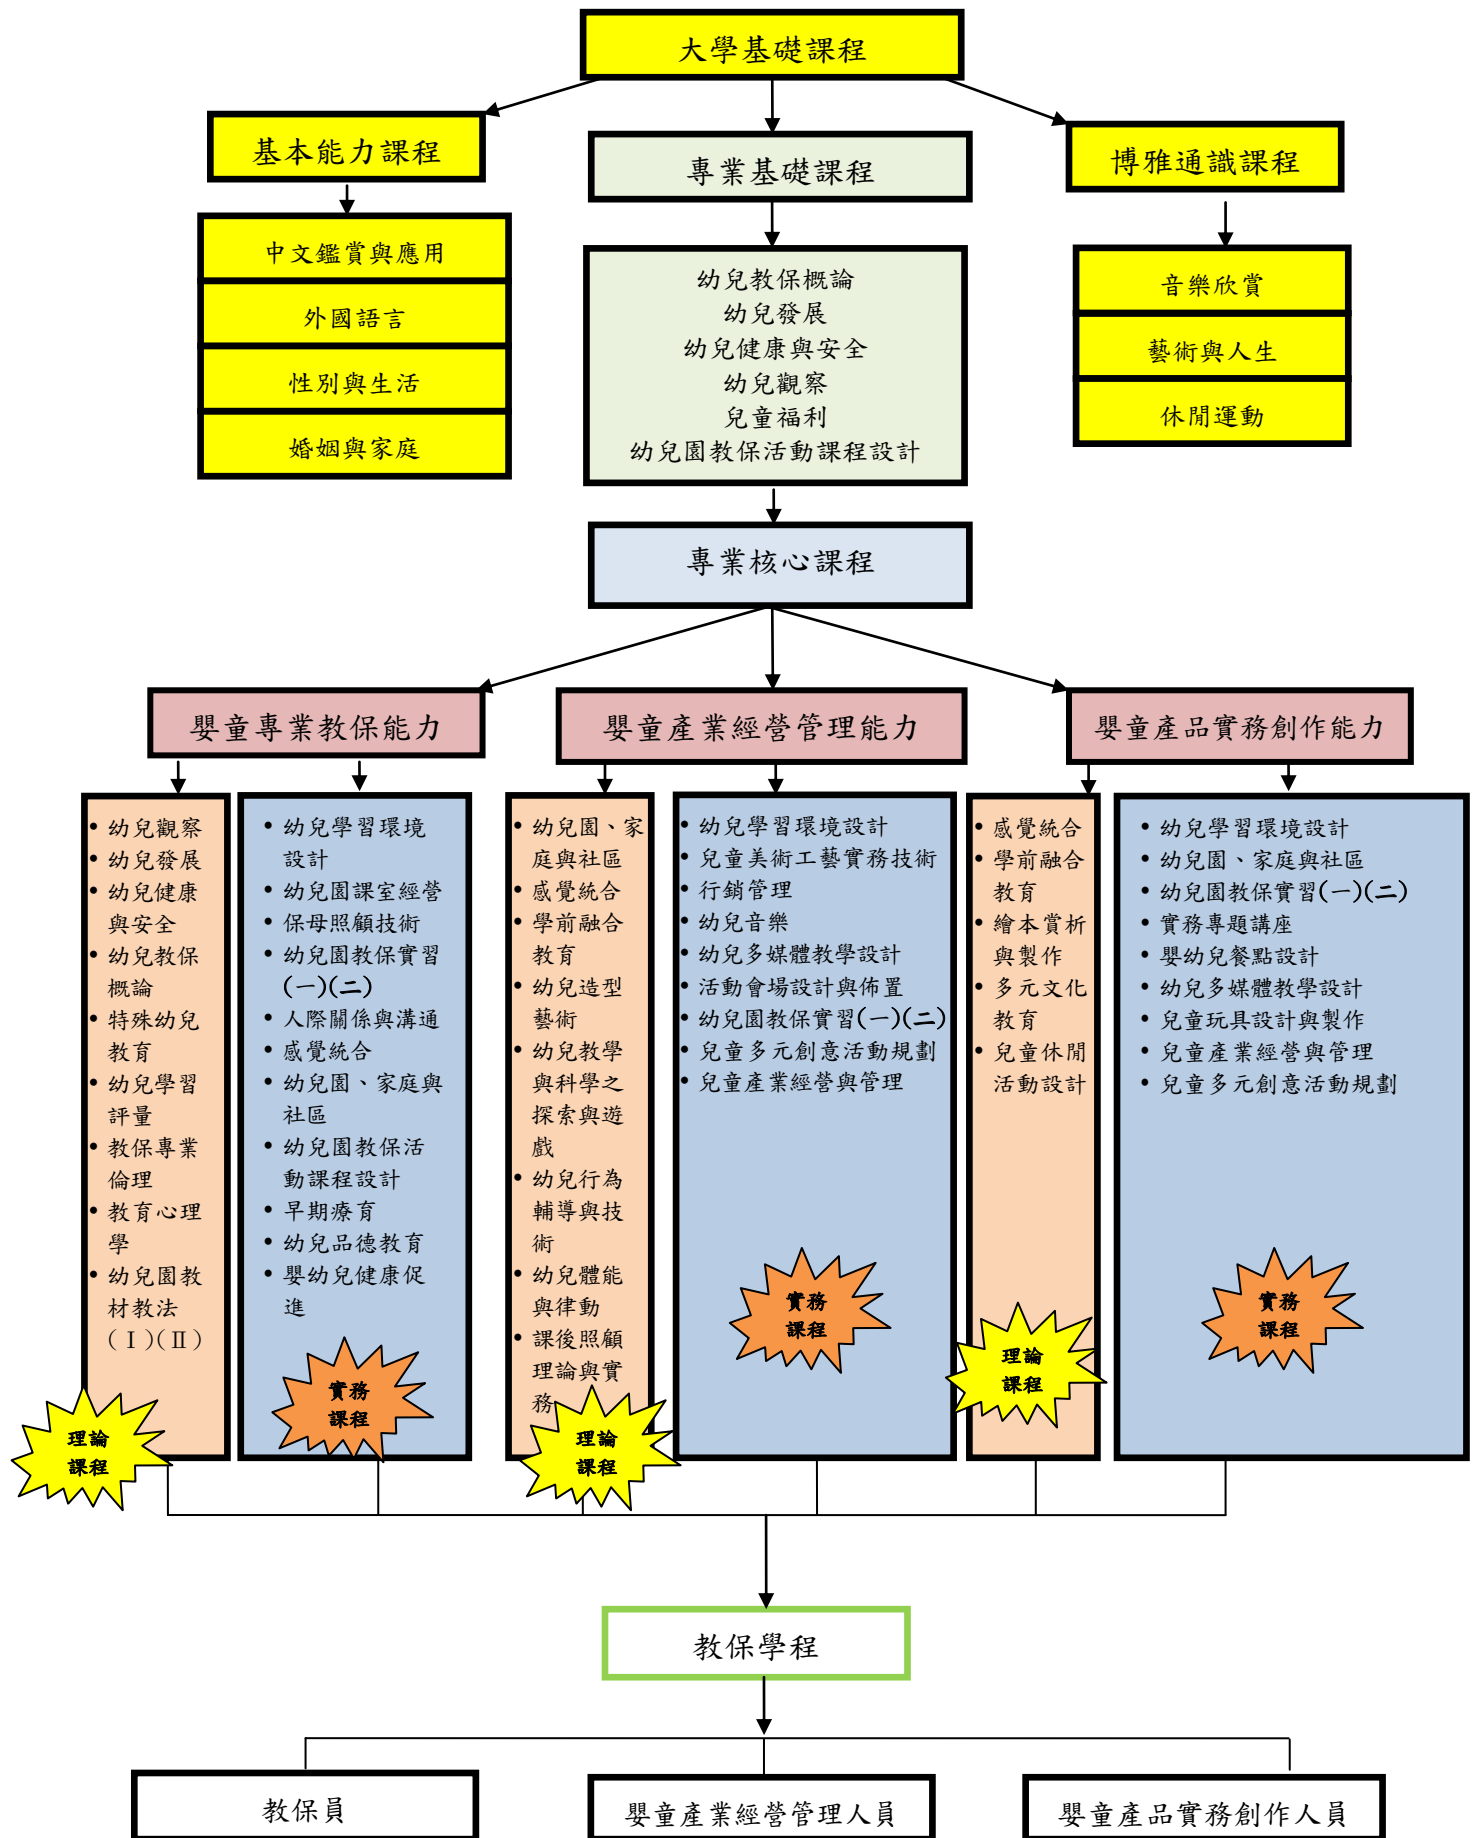 大學基礎課程
基本能力課程
專業基礎課程
博雅通識課程
中文鑑賞與應用
外國語言
性別與生活
婚姻與家庭
幼兒教保概論
幼兒發展
幼兒健康與安全
幼兒觀察
兒童福利
幼兒園教保活動課程設計
音樂欣賞
藝術與人生
休閒運動
專業核心課程
嬰童專業教保能力
嬰童產業經營管理能力
嬰童產品實務創作能力
• 幼兒觀察
• 幼兒發展
• 幼兒健康
與安全
• 幼兒教保
概論
• 特殊幼兒
教育
• 幼兒學習
評量
• 教保專業
倫理
• 教育心理
學
• 幼兒園教
材教法
(Ⅰ)(Ⅱ)
理論
課程
• 幼兒學習環境
設計
• 幼兒園課室經營
• 保母照顧技術
• 幼兒園教保實習
(一)(二)
• 人際關係與溝通
• 感覺統合
• 幼兒園、家庭與
社區
• 幼兒園教保活
動課程設計
• 早期療育
• 幼兒品德教育
• 嬰幼兒健康促
進
實務
課程
• 幼兒園、家
庭與社區
• 感覺統合
• 學前融合
教育
• 幼兒造型
藝術
• 幼兒教學
與科學之
探索與遊
戲
• 幼兒行為
輔導與技
術
• 幼兒體能
與律動
• 課後照顧
理論與實
務
理論
課程
• 幼兒學習環境設計
• 兒童美術工藝實務技術
• 行銷管理
• 幼兒音樂
• 幼兒多媒體教學設計
• 活動會場設計與佈置
• 幼兒園教保實習(一)(二)
• 兒童多元創意活動規劃
• 兒童產業經營與管理
實務
課程
• 感覺統合
• 學前融合
教育
• 繪本賞析
與製作
• 多元文化
教育
• 兒童休閒
活動設計
理論
課程
• 幼兒學習環境設計
• 幼兒園、家庭與社區
• 幼兒園教保實習(一)(二)
• 實務專題講座
• 嬰幼兒餐點設計
• 幼兒多媒體教學設計
• 兒童玩具設計與製作
• 兒童產業經營與管理
• 兒童多元創意活動規劃
實務
課程
教保學程
教保員
嬰童產業經營管理人員
嬰童產品實務創作人員